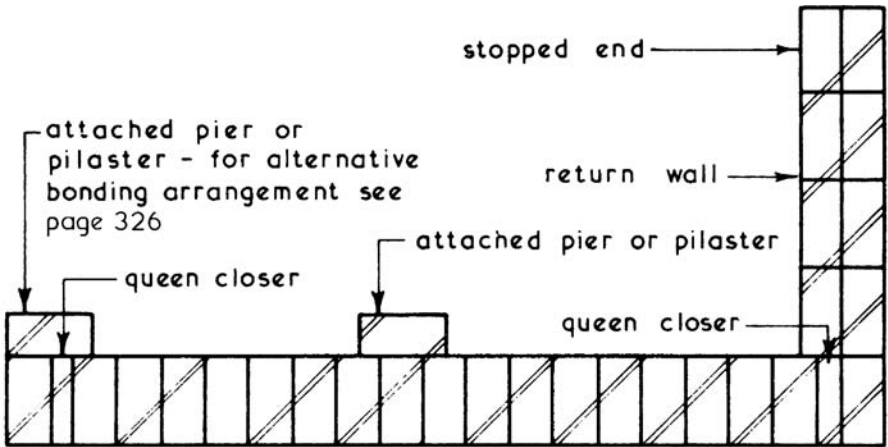 stopped end
attached pier or
pilaster - for alternative
bonding arrangement see
page 326
return wall
attached pier or pilaster
queen closer
queen closer